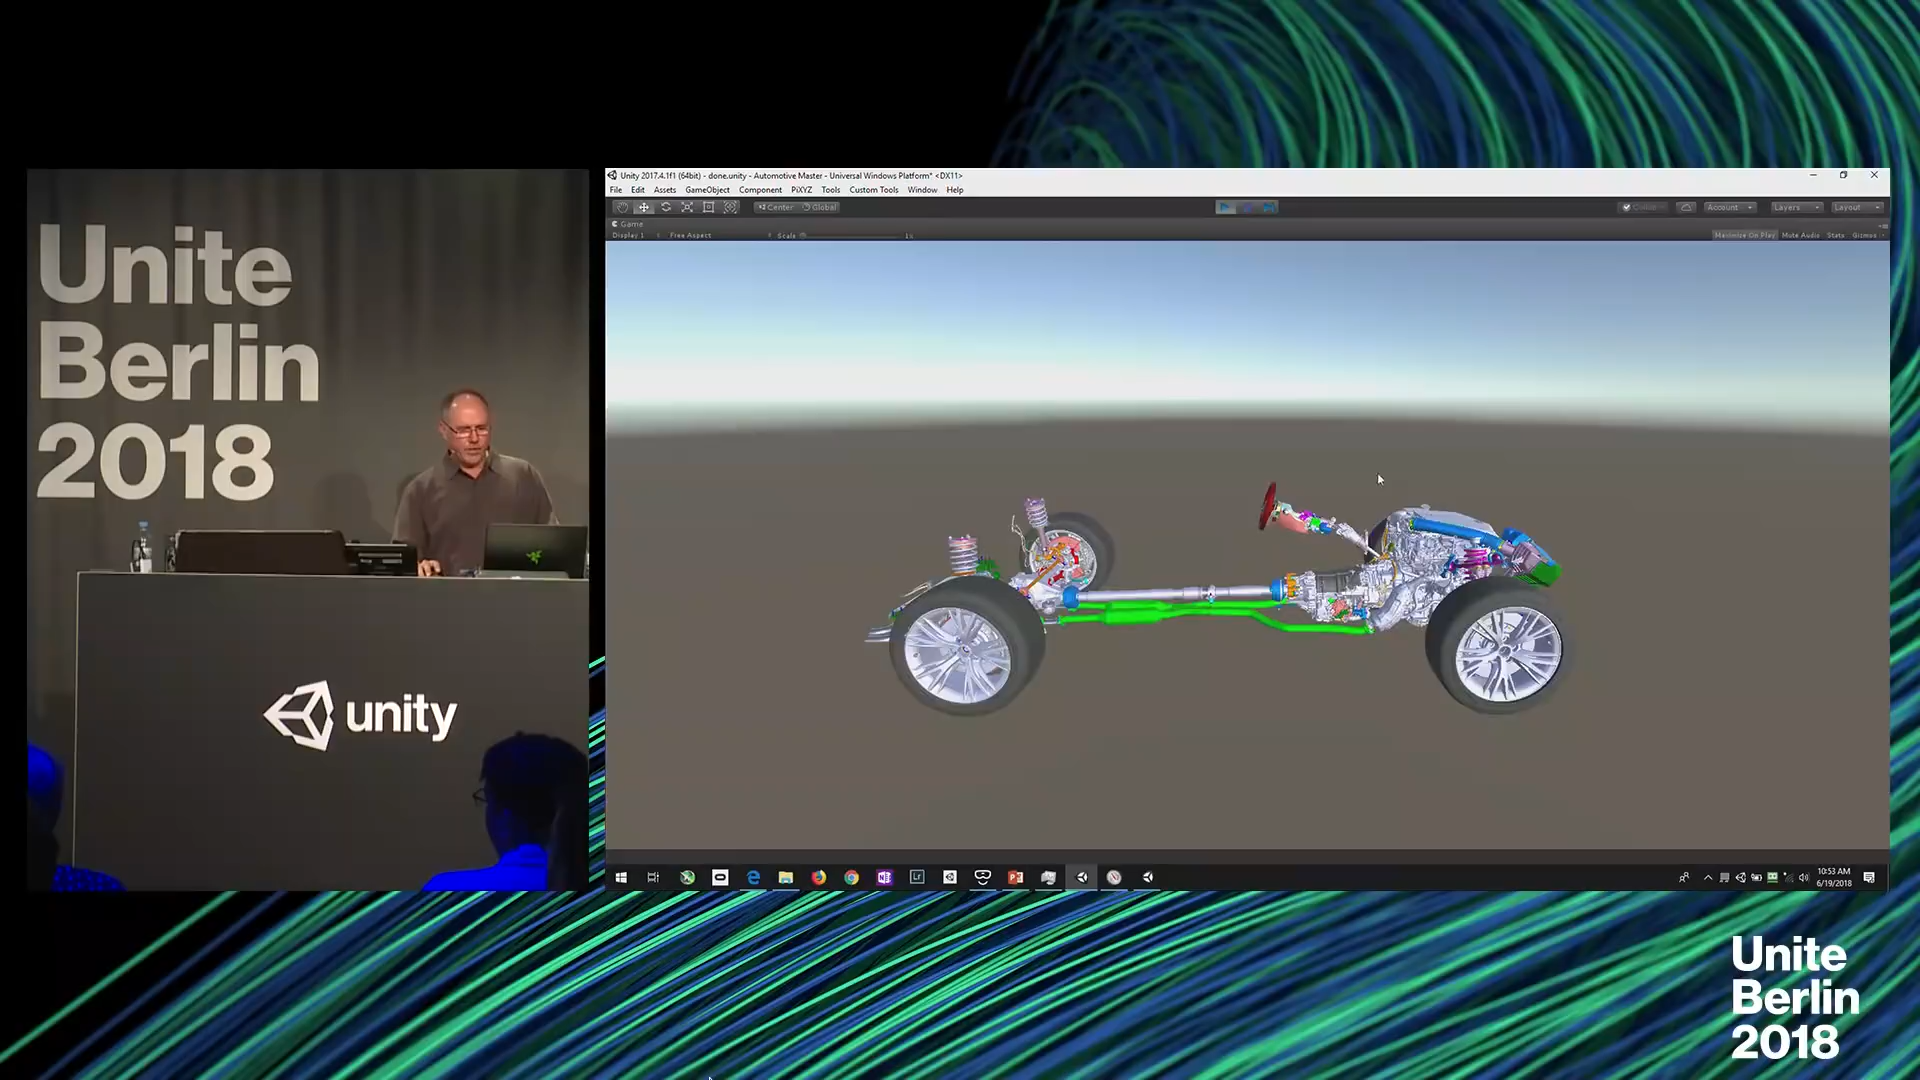 Unite
Berlin
2018
unity
Unity 2017.4.1f1 (64bit) - done.unity - Automotive Master - Universal Windows Platform* <DX11>
File Edit Assets GameObject Component PiXYZ Tools Custom Tools Window Help
Center Global
Account Layers Layout
Game
Display 1 Free Aspect Scale 1x
Maximize On Play Mute Audio Stats Gizmos
10:53 AM
6/19/2018
Unite
Berlin
2018